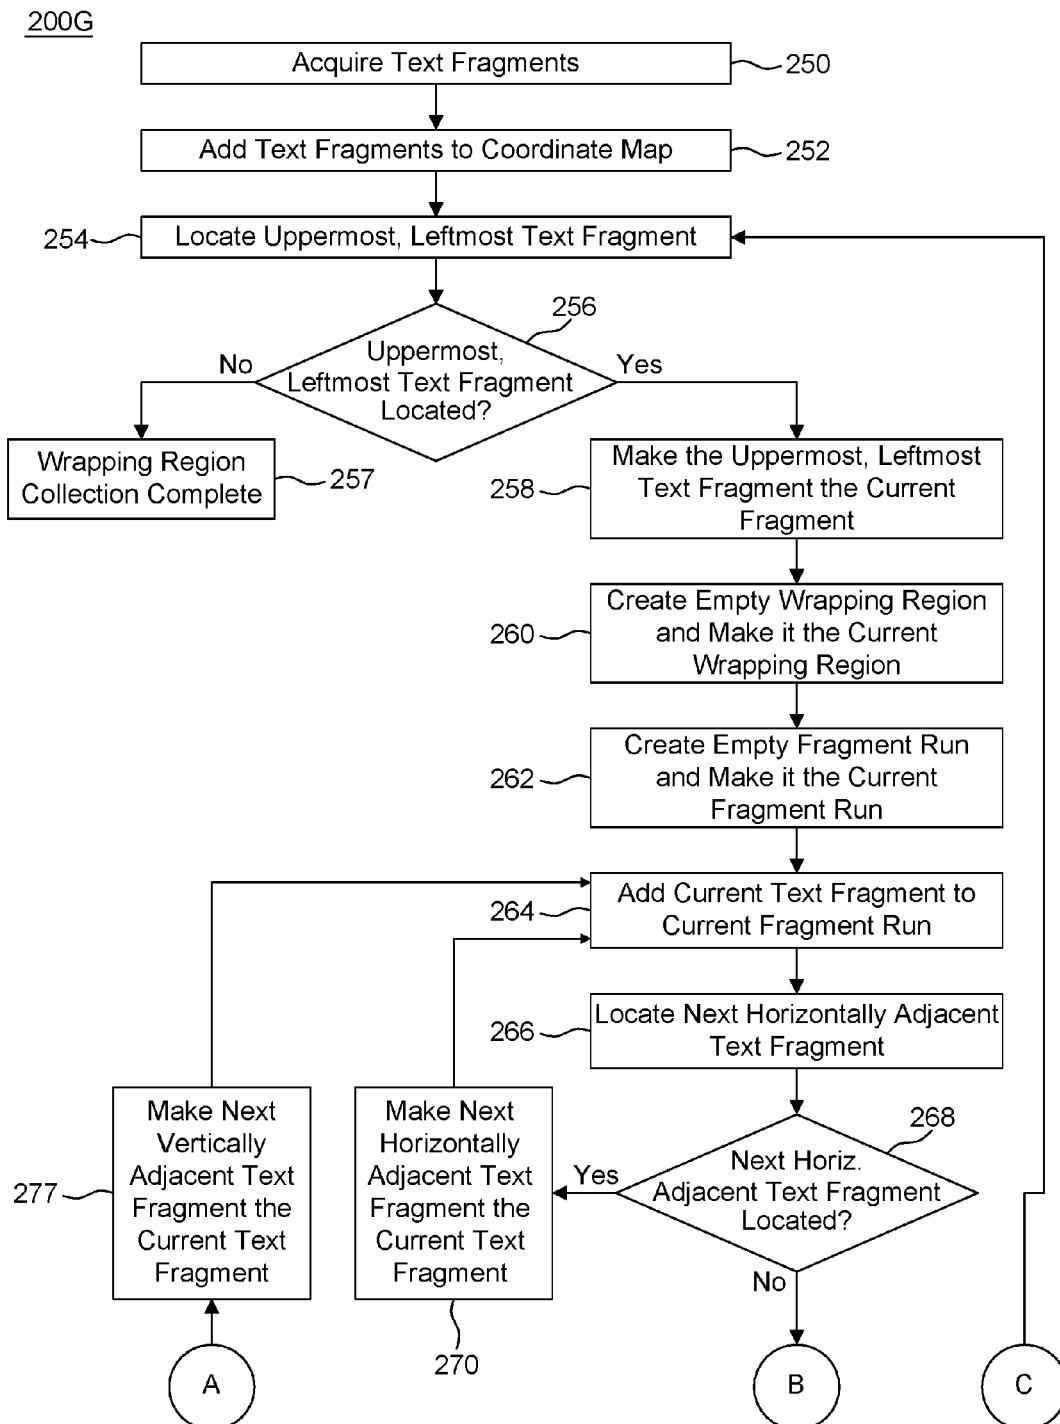 200G
Acquire Text Fragments
250
Add Text Fragments to Coordinate Map
252
254
Locate Uppermost, Leftmost Text Fragment
256
Uppermost,
Leftmost Text Fragment
Located?
No
Yes
Wrapping Region
Collection Complete
257
258
Make the Uppermost, Leftmost
Text Fragment the Current
Fragment
260
Create Empty Wrapping Region
and Make it the Current
Wrapping Region
262
Create Empty Fragment Run
and Make it the Current
Fragment Run
264
Add Current Text Fragment to
Current Fragment Run
266
Locate Next Horizontally Adjacent
Text Fragment
268
Next Horiz.
Adjacent Text Fragment
Located?
Yes
No
277
Make Next
Vertically
Adjacent Text
Fragment the
Current Text
Fragment
Make Next
Horizontally
Adjacent Text
Fragment the
Current Text
Fragment
270
A
B
C